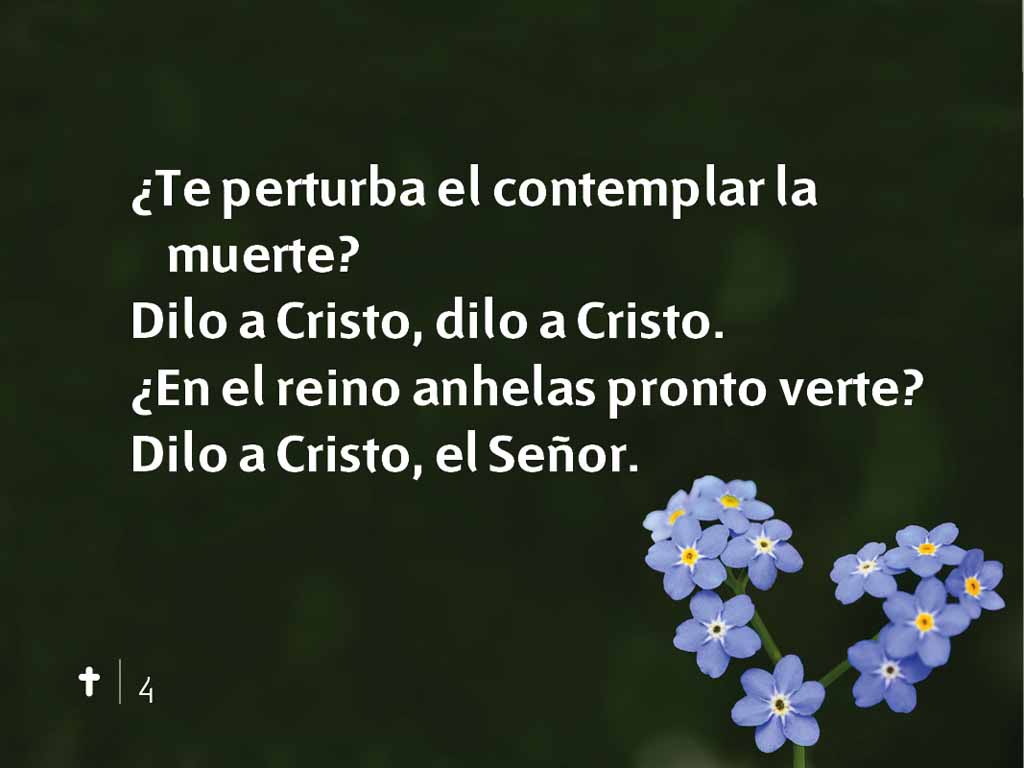 ¿Te perturba el contemplar la
muerte?
Dilo a Cristo, dilo a Cristo.
¿En el reino anhelas pronto verte?
Dilo a Cristo, el Señor.
4